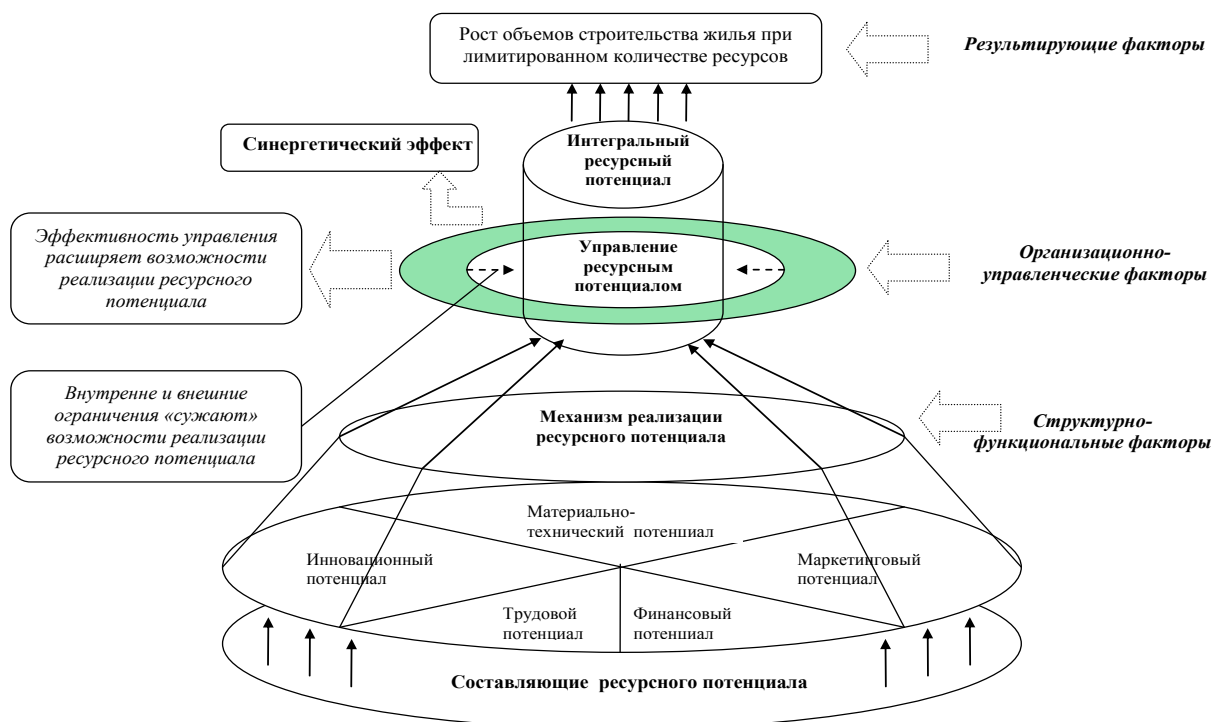 Рост объемов строительства жилья при
лимитированном количестве ресурсов
Результирующие факторы
Синергетический эффект
Интегральный
ресурсный
потенциал
Эффективность управления
расширяет возможности
реализации ресурсного
потенциала
Управление
ресурсным
потенциалом
Организационно-
управленческие факторы
Внутренне и внешние
ограничения «сужают»
возможности реализации
ресурсного потенциала
Механизм реализации
ресурсного потенциала
Структурно-
функциональные факторы
Материально-
технический потенциал
Инновационный
потенциал
Маркетинговый
потенциал
Трудовой
потенциал
Финансовый
потенциал
Составляющие ресурсного потенциала